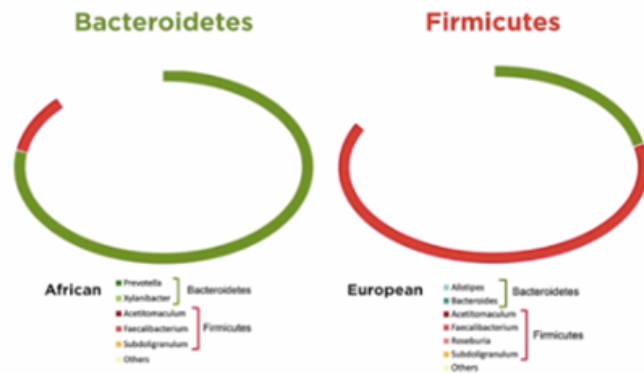 Bacteroidetes
Firmicutes
African
Prevotella
Xylanibacter
Bacteroidetes
Acetitomaculum
Faecalibacterium
Subdoligranulum
Firmicutes
Others
European
Alistipes
Bacteroides
Bacteroidetes
Acetitomaculum
Faecalibacterium
Roseburia
Subdoligranulum
Firmicutes
Others